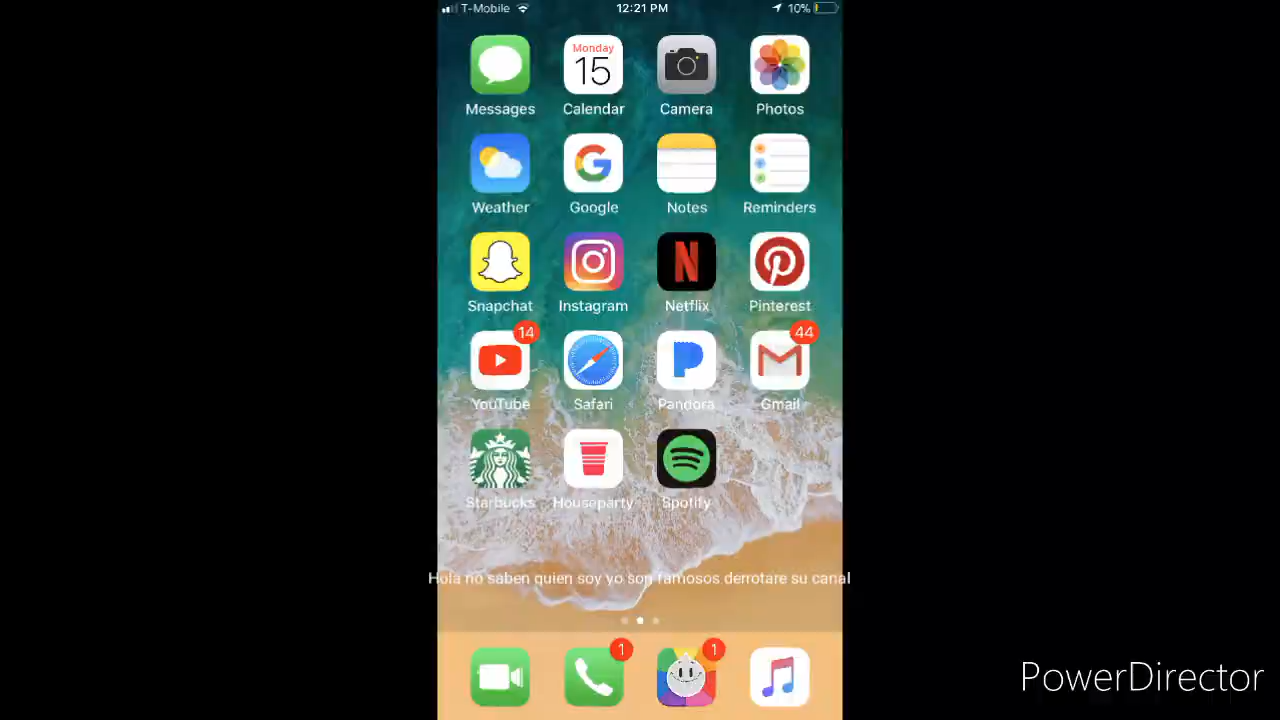 T-Mobile 12:21 PM 10%
Monday
15
Messages Calendar Camera Photos
Weather Google Notes Reminders
Snapchat Instagram Netflix Pinterest
14 44
YouTube Safari Pandora Gmail
Starbucks Houseparty Spotify
Hola no saben quien soy yo son famosos derrotare su canal
1 1
PowerDirector